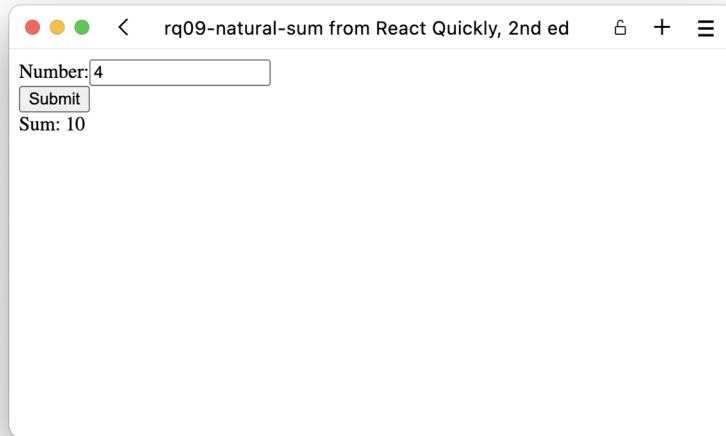 rq09-natural-sum from React Quickly, 2nd ed
Number: 4
Submit
Sum: 10